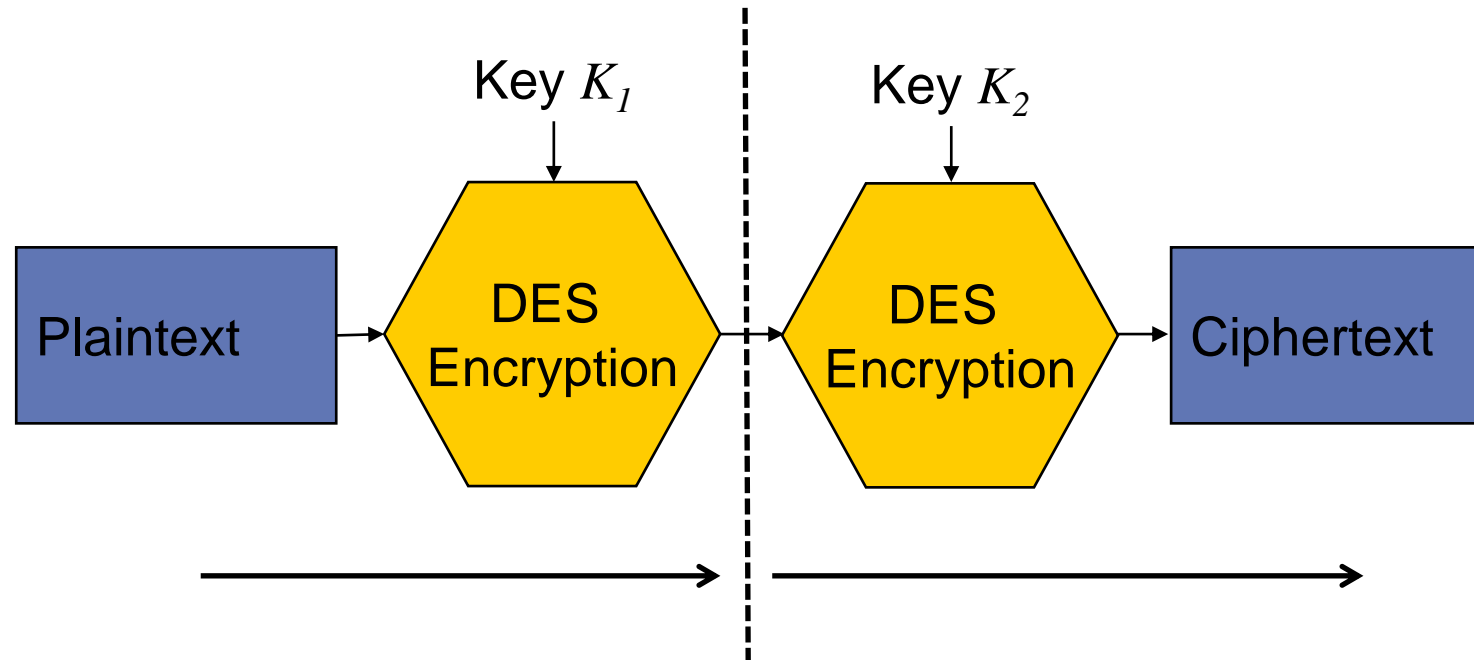 Key K₁
Key K₂
Plaintext
DES
Encryption
DES
Encryption
Ciphertext